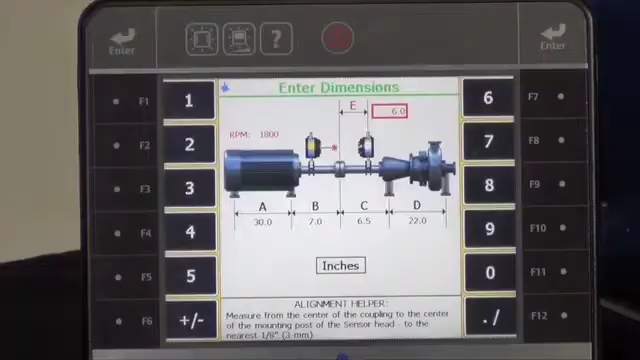 Enter
?
Enter
Enter Dimensions
F1
1
6
F7
E
6.0
RPM: 1800
F2
2
7
F8
F3
3
8
F9
A
B
C
D
30.0
7.0
6.5
22.0
F4
4
9
F10
Inches
F5
5
0
F11
ALIGNMENT HELPER:
F6
+/-
Measure from the center of the coupling to the center
of the mounting post of the Sensor head - to the
nearest 1/8" (3-mm)
./
F12